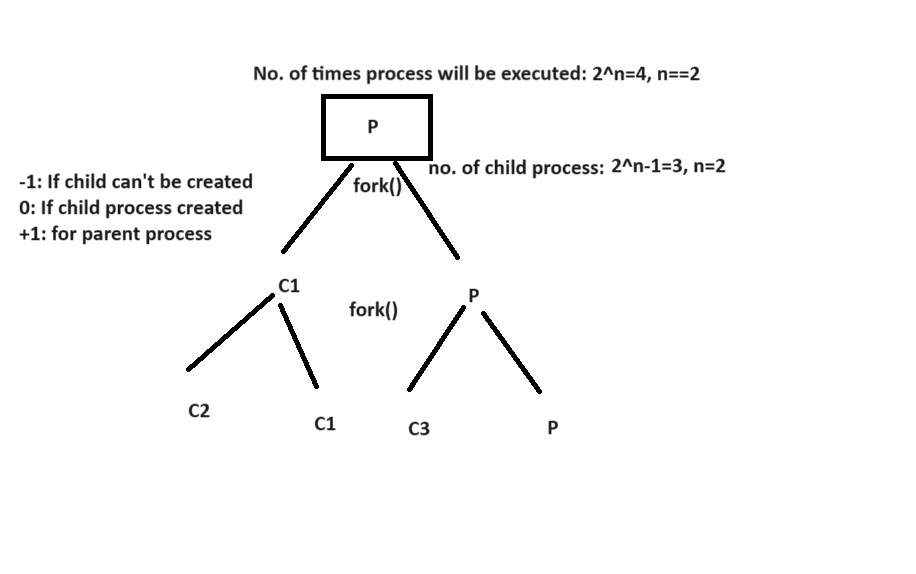 No. of times process will be executed: 2^n=4, n==2
P
no. of child process: 2^n-1=3, n=2
-1: If child can't be created
fork()
0: If child process created
+1: for parent process
C1
P
fork()
C2
C1
C3
P